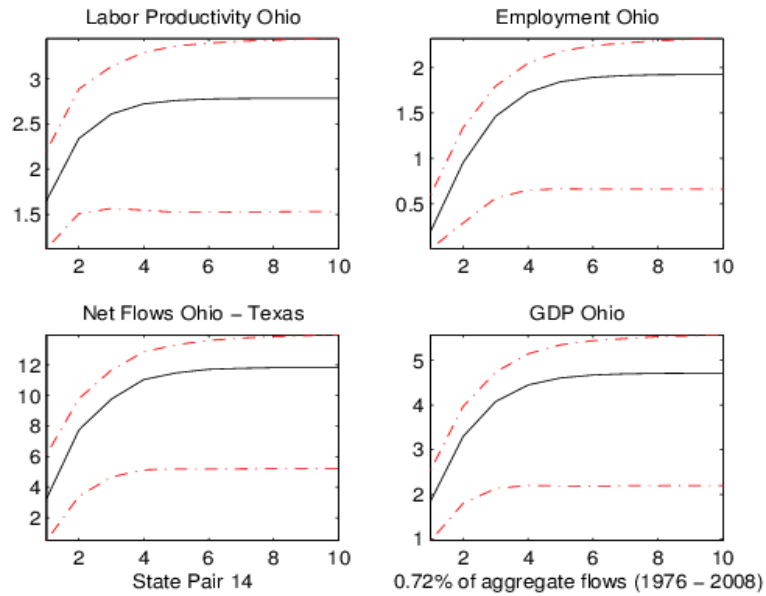 Labor Productivity Ohio
3
2.5
2
1.5
2 4 6 8 10
Employment Ohio
2
1.5
1
0.5
2 4 6 8 10
Net Flows Ohio − Texas
12
10
8
6
4
2
2 4 6 8 10
State Pair 14
GDP Ohio
5
4
3
2
1
2 4 6 8 10
0.72% of aggregate flows (1976 − 2008)